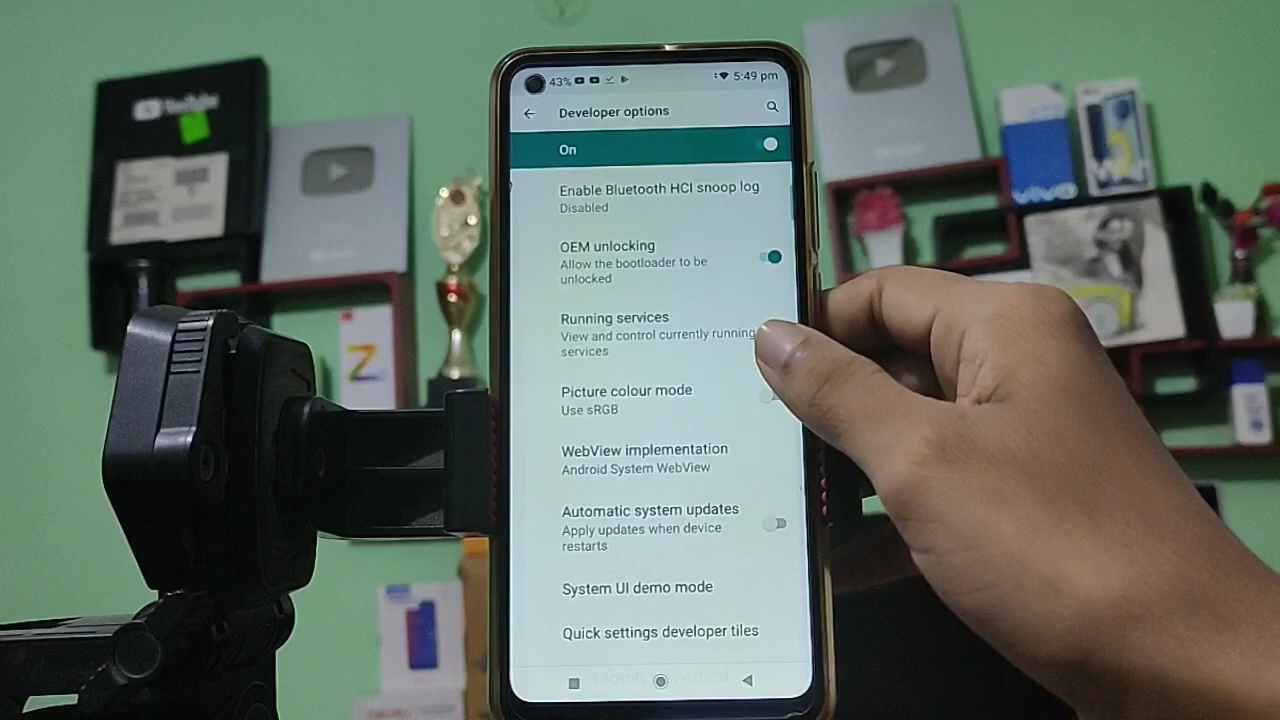 YouTube
vivo
Z
43%
5:49 pm
Developer options
On
Enable Bluetooth HCI snoop log
Disabled
OEM unlocking
Allow the bootloader to be
unlocked
Running services
View and control currently running
services
Picture colour mode
Use sRGB
WebView implementation
Android System WebView
Automatic system updates
Apply updates when device
restarts
System UI demo mode
Quick settings developer tiles